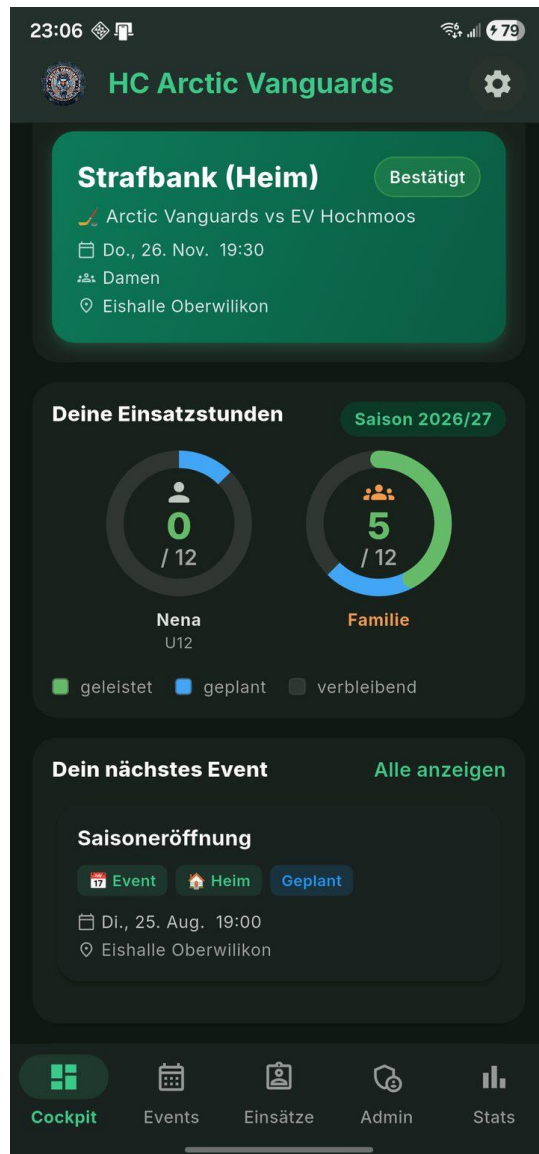 23:06
79
HC Arctic Vanguards
Strafbank (Heim)
Bestätigt
Arctic Vanguards vs EV Hochmoos
Do., 26. Nov. 19:30
Damen
Eishalle Oberwilikon
Deine Einsatzstunden
Saison 2026/27
0
/ 12
5
/ 12
Nena
U12
Familie
geleistet
geplant
verbleibend
Dein nächstes Event
Alle anzeigen
Saisoneröffnung
Event
Heim
Geplant
Di., 25. Aug. 19:00
Eishalle Oberwilikon
Cockpit
Events
Einsätze
Admin
Stats